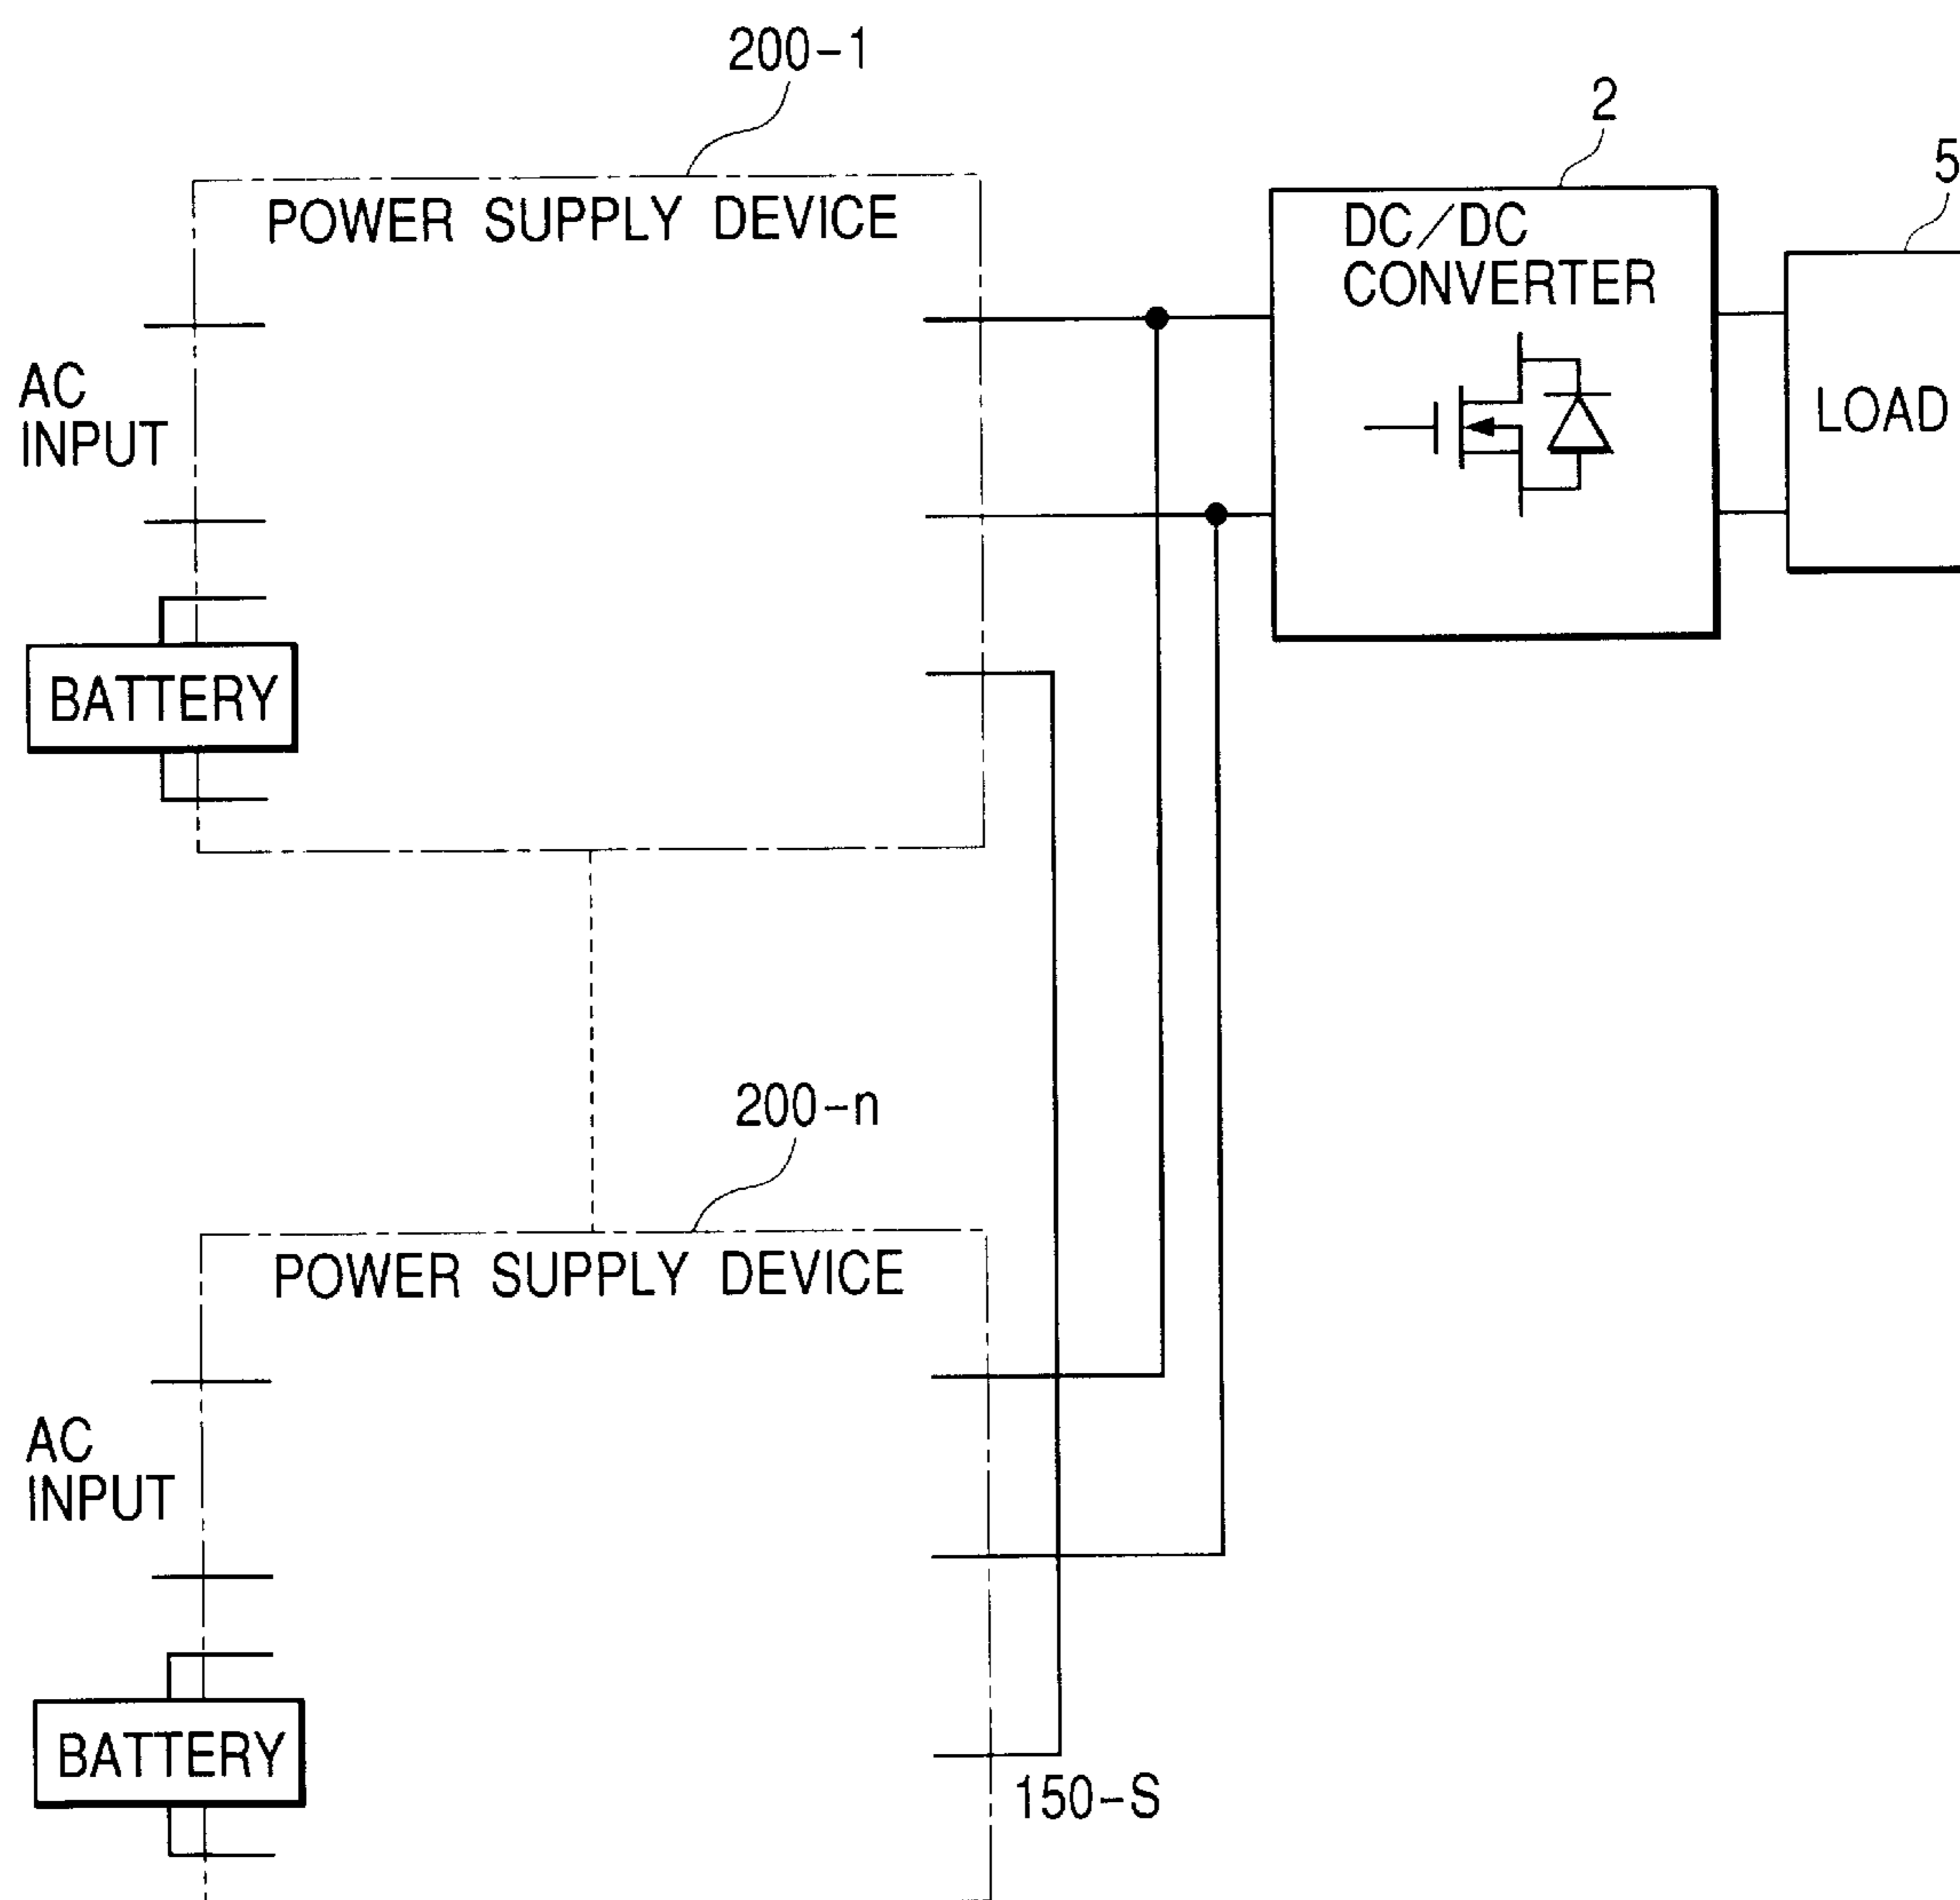 200-1
2
5
POWER SUPPLY DEVICE
DC/DC
CONVERTER
AC
INPUT
LOAD
BATTERY
200-n
POWER SUPPLY DEVICE
AC
INPUT
BATTERY
150-S